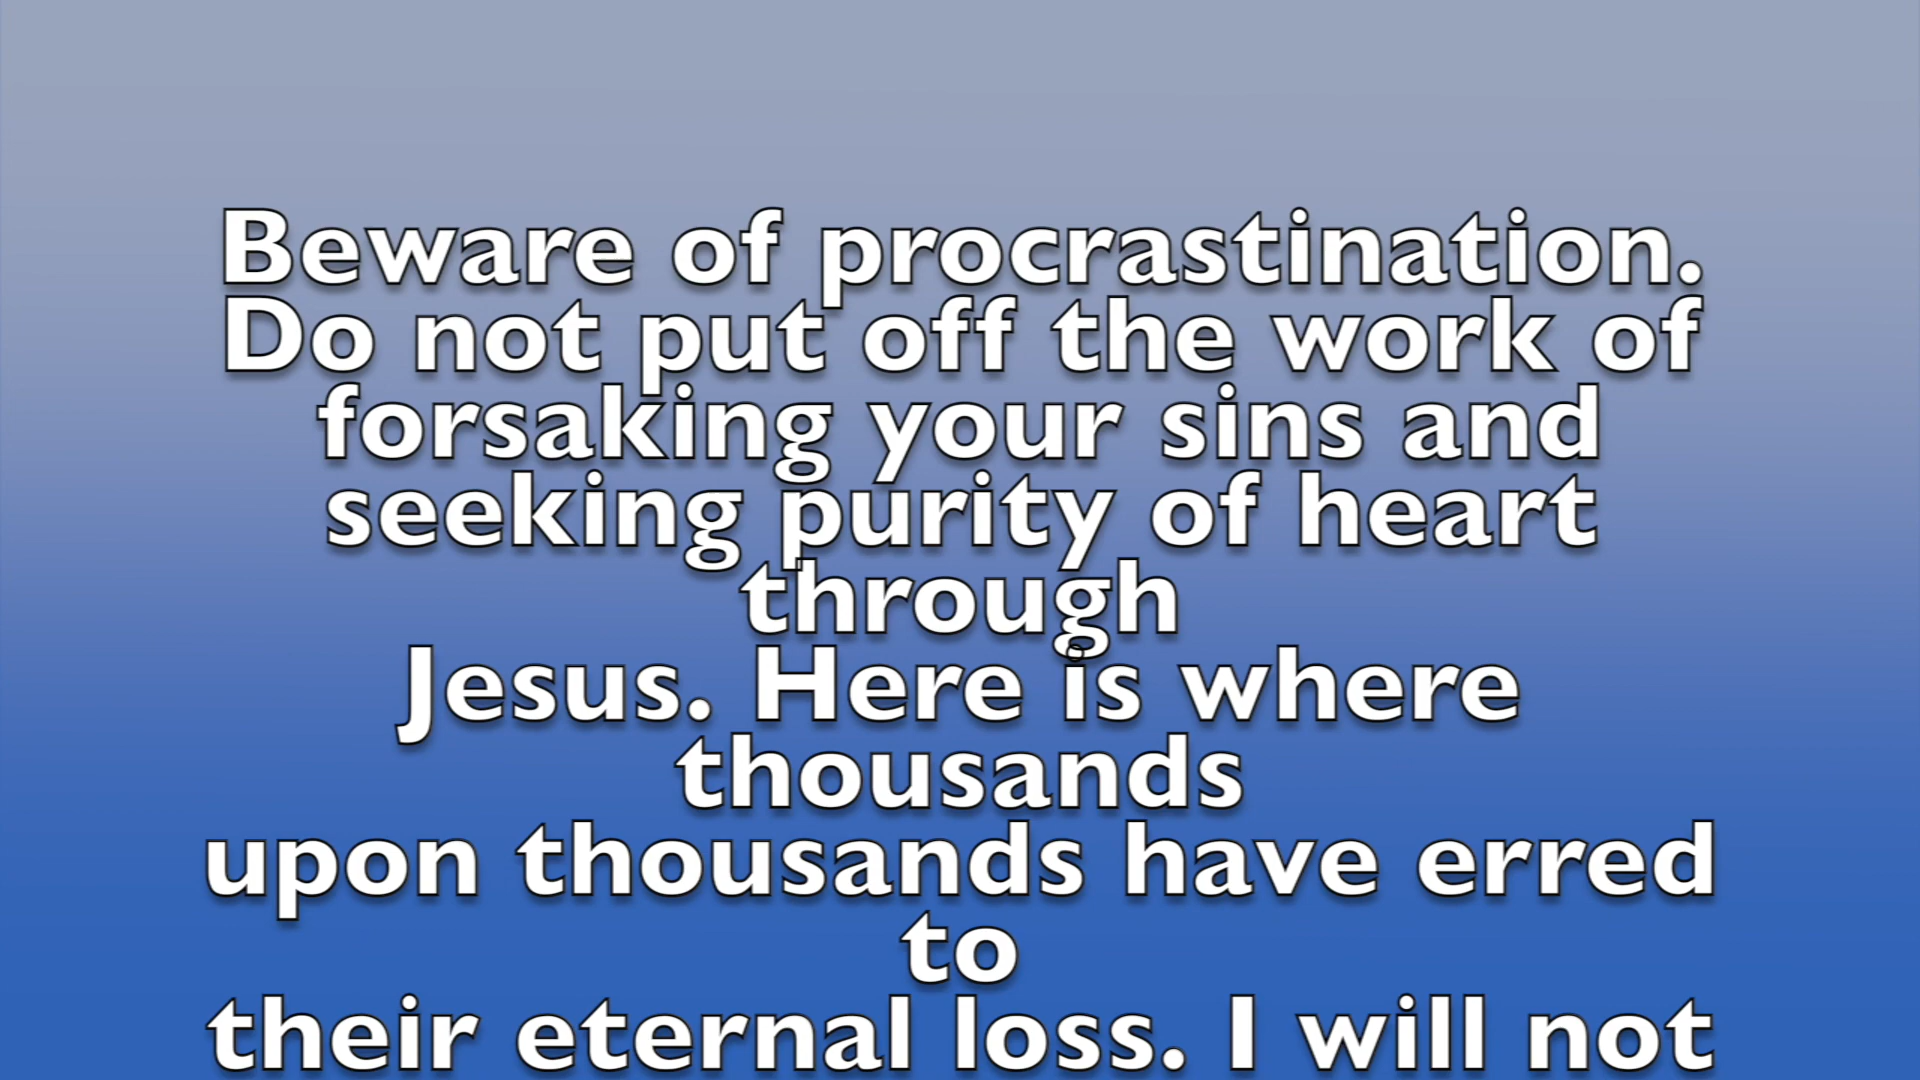 Beware of procrastination.
Do not put off the work of
forsaking your sins and
seeking purity of heart
through
Jesus. Here is where
thousands
upon thousands have erred
to
their eternal loss. I will not